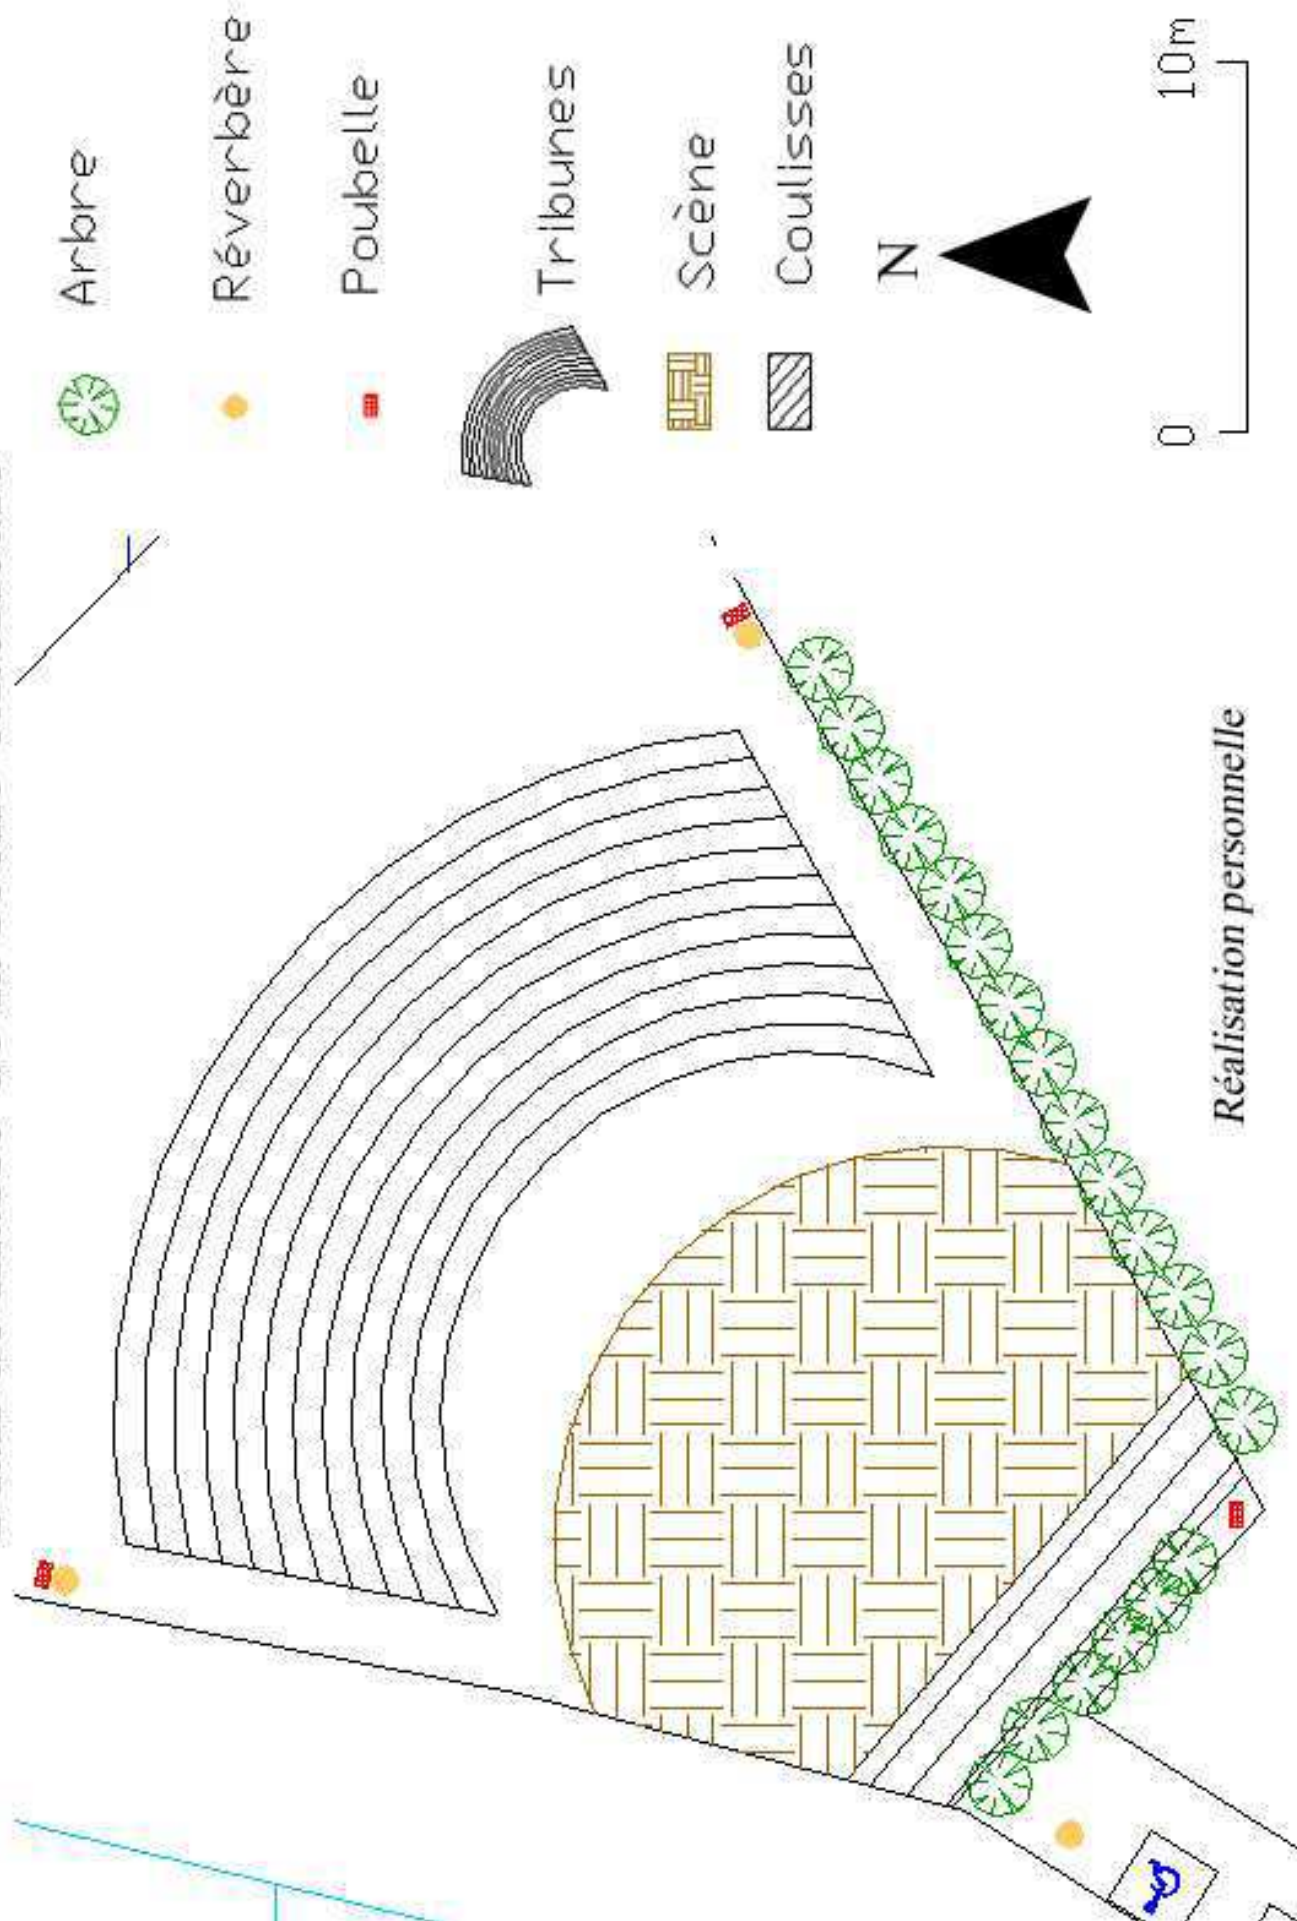 Arbre
Réverbère
Poubelle
Tribunes
Scène
Coulisses
N
0 10m
Réalisation personnelle